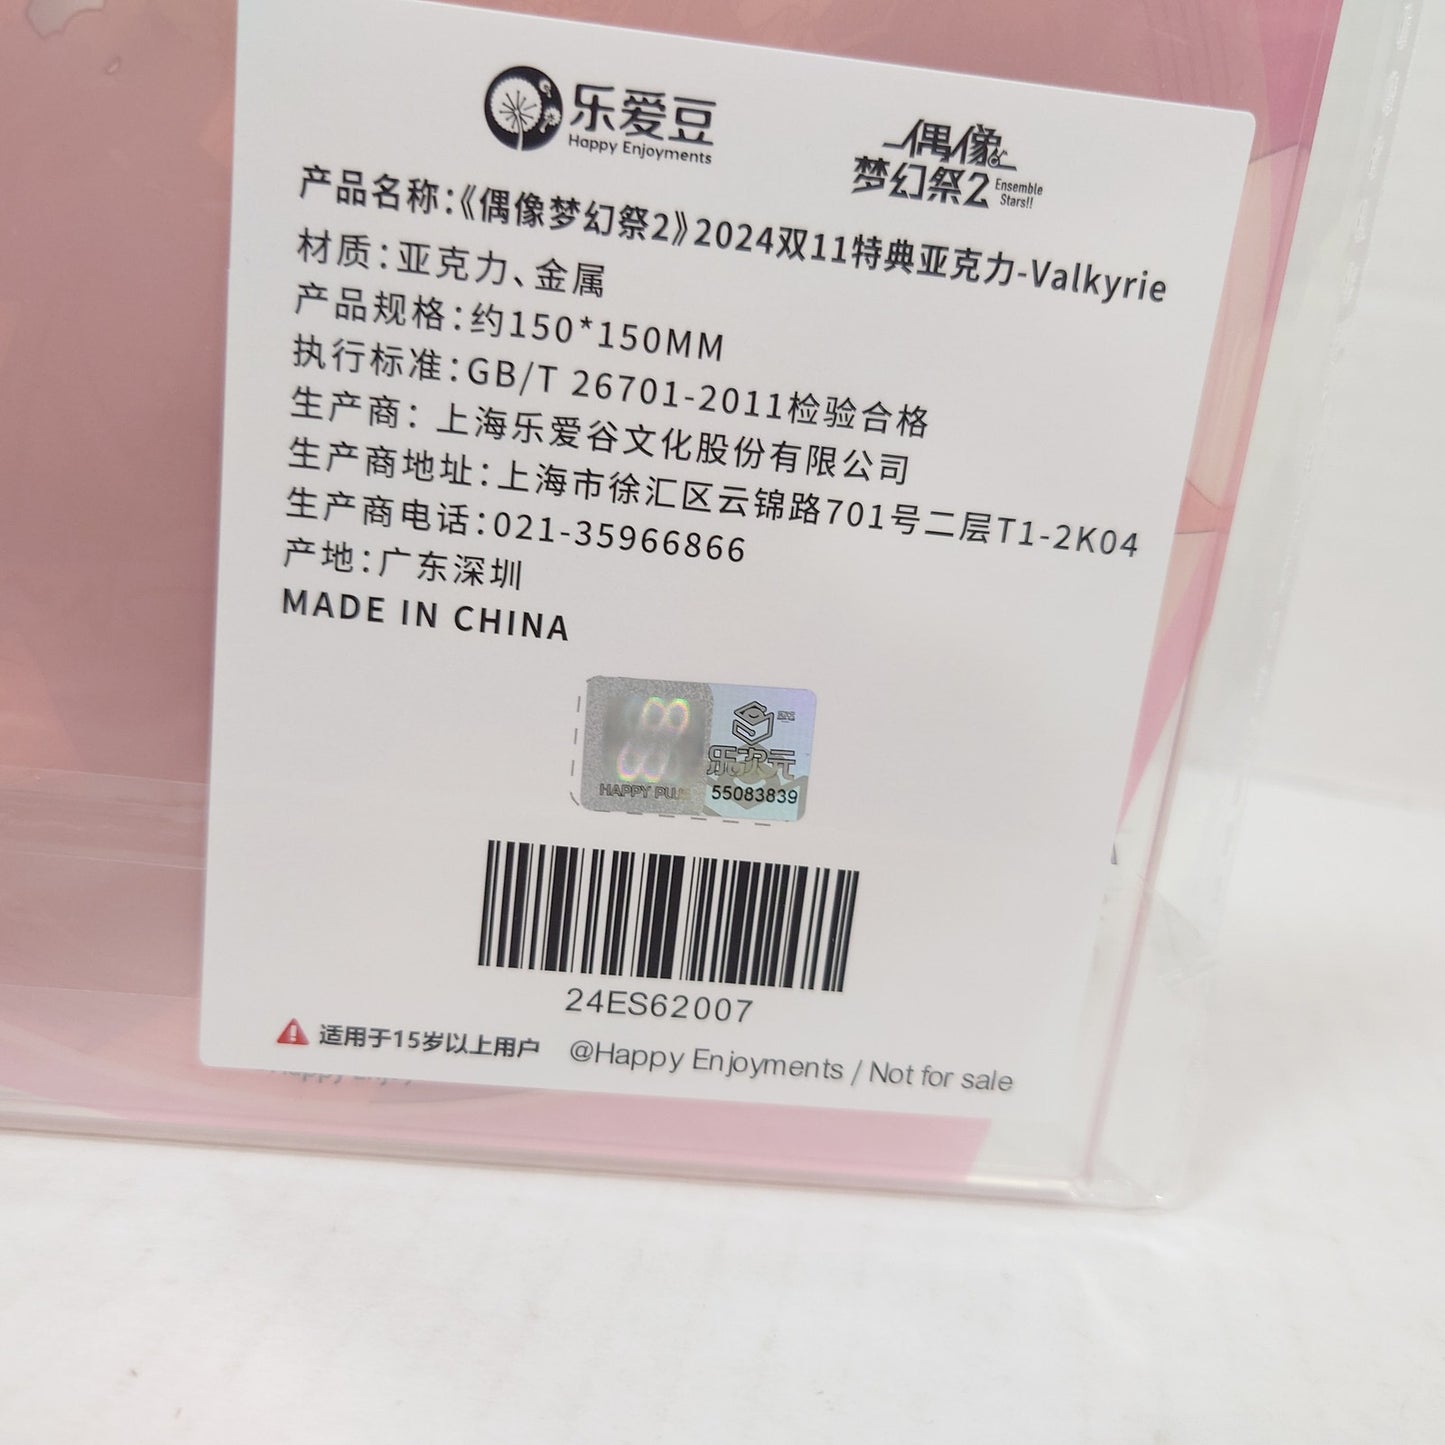 乐爱豆
Happy Enjoyments
偶像
梦幻祭2
Ensemble
Stars!!
产品名称:《偶像梦幻祭2》2024双11特典亚克力-Valkyrie
材质:亚克力、金属
产品规格:约150*150MM
执行标准:GB/T 26701-2011检验合格
生产商: 上海乐爱谷文化股份有限公司
生产商地址:上海市徐汇区云锦路701号二层T1-2K04
生产商电话:021-35966866
产地:广东深圳
MADE IN CHINA
乐次元
HAPPY PLUS
55083839
24ES62007
适用于15岁以上用户
@Happy Enjoyments / Not for sale